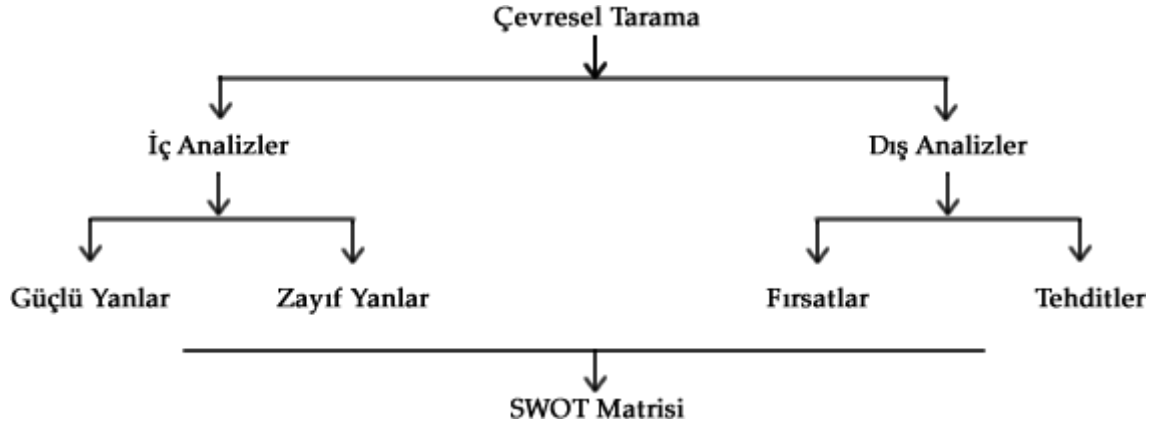 Çevresel Tarama
İç Analizler
Dış Analizler
Güçlü Yanlar
Zayıf Yanlar
Fırsatlar
Tehditler
SWOT Matrisi